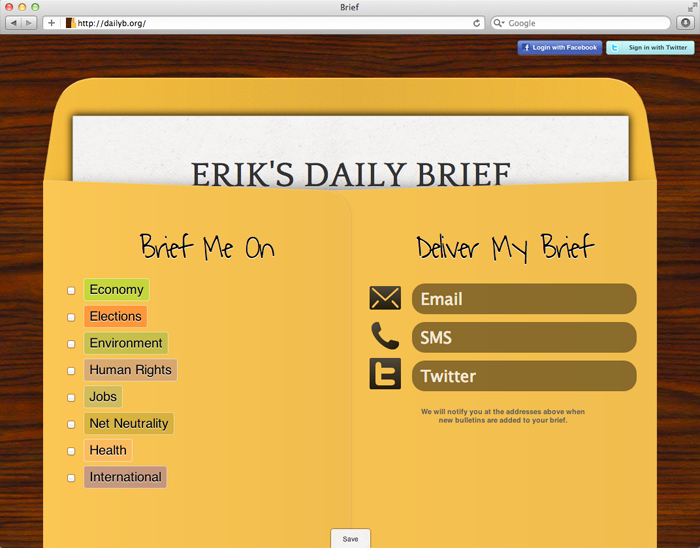 Brief
http://dailyb.org/
Google
Login with Facebook
Sign in with Twitter
ERIK'S DAILY BRIEF
Brief Me On
Economy
Elections
Environment
Human Rights
Jobs
Net Neutrality
Health
International
Deliver My Brief
Email
SMS
Twitter
We will notify you at the addresses above when
new bulletins are added to your brief.
Save